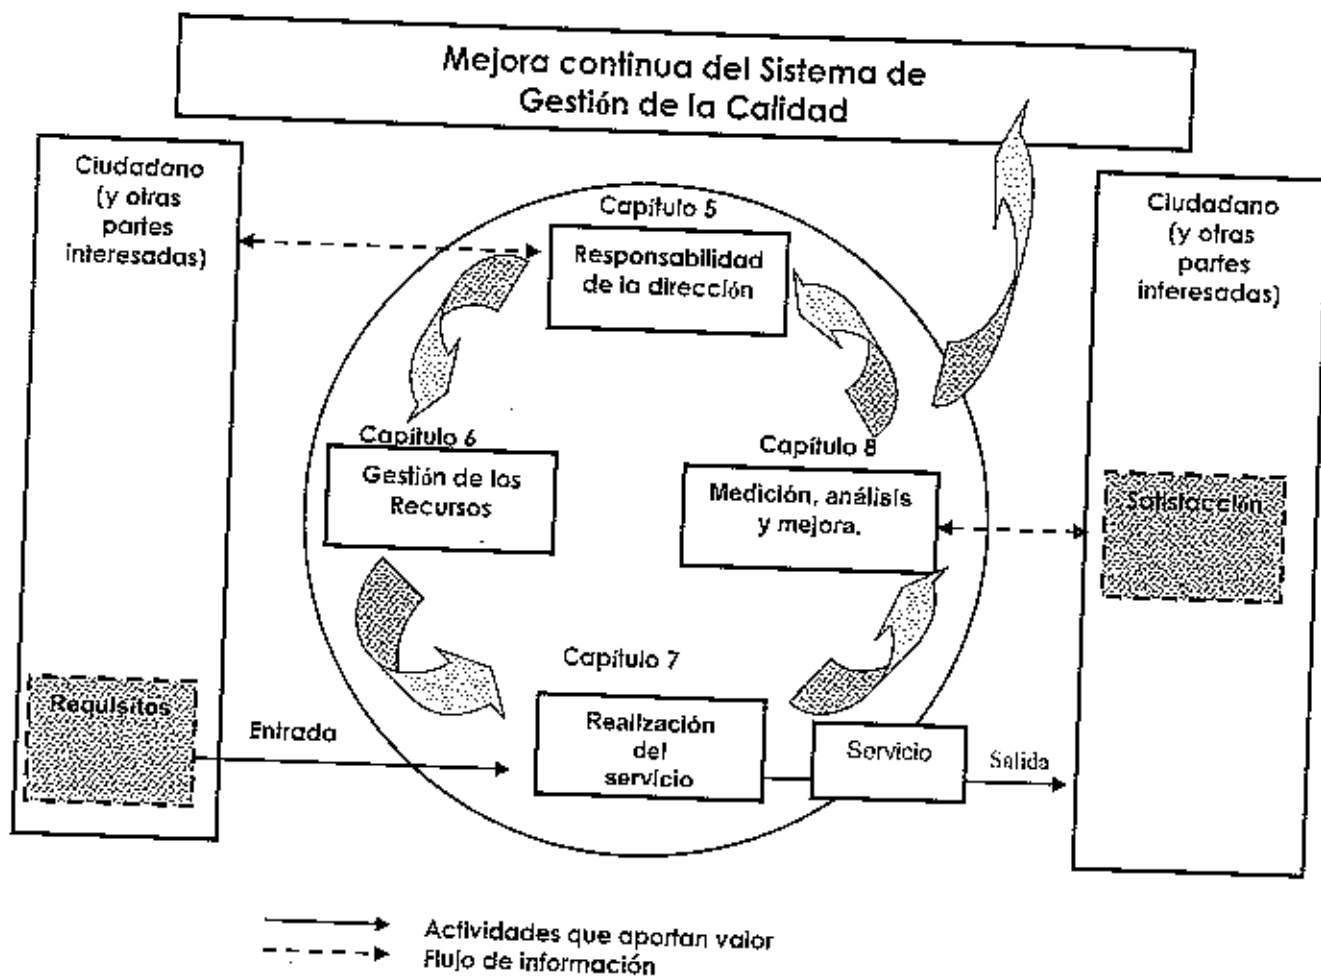 Mejora continua del Sistema de
Gestión de la Calidad
Ciudadano
(y otras
partes
interesadas)
Capítulo 5
Responsabilidad
de la dirección
Ciudadano
(y otras
partes
interesadas)
Capítulo 6
Gestión de los
Recursos
Capítulo 8
Medición, análisis
y mejora.
Satisfacción
Capítulo 7
Requisitos
Entrada
Realización
del
servicio
Servicio
Salida
Actividades que aportan valor
Flujo de información